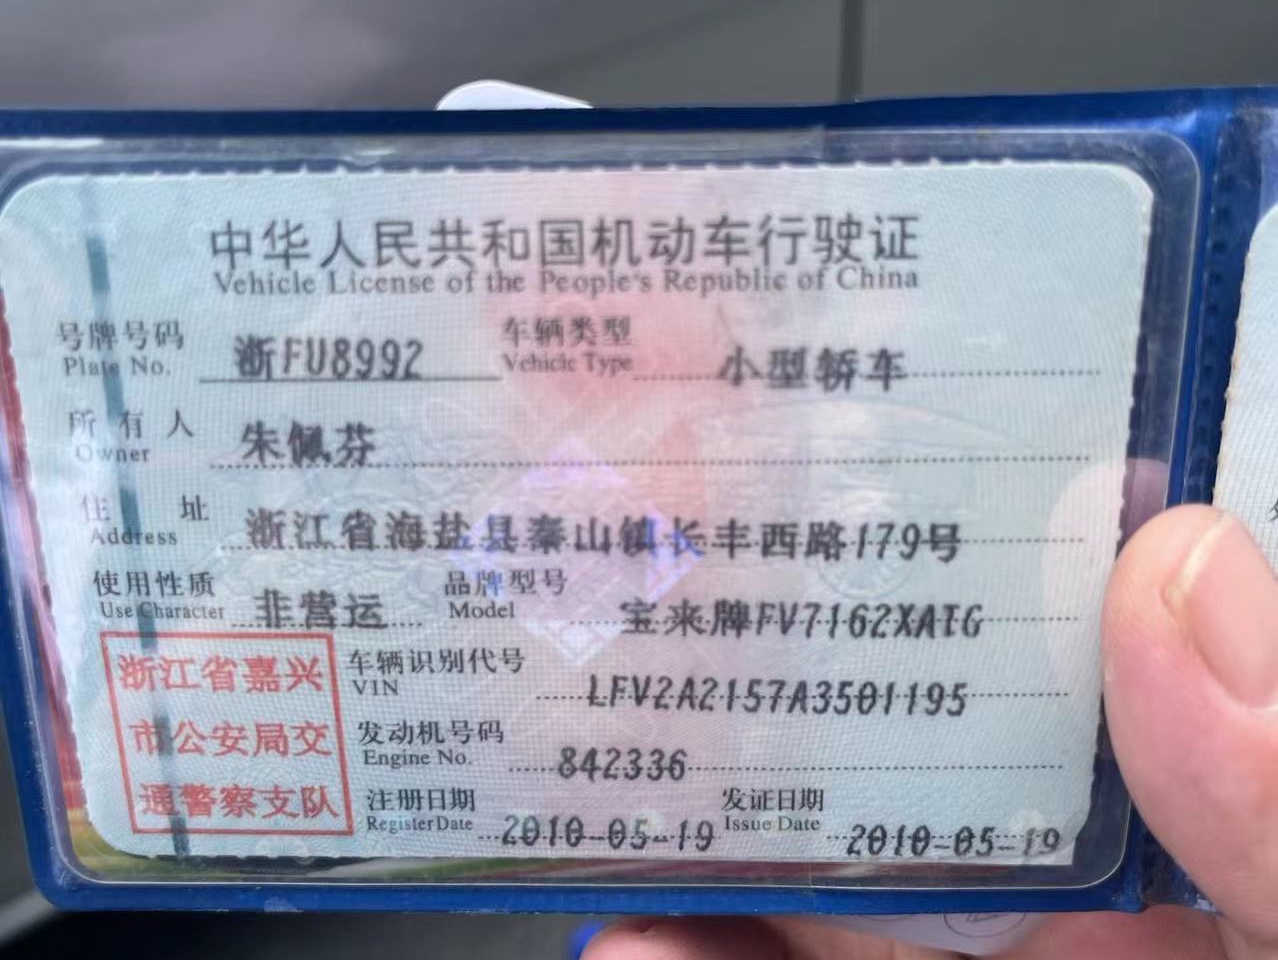 中华人民共和国机动车行驶证
Vehicle License of the People's Republic of China
号牌号码 浙FU8992 车辆类型 小型轿车
Plate No. Vehicle Type
所有人 朱佩芬
Owner
住址 浙江省海盐县秦山镇长丰西路179号
Address
使用性质 非营运 品牌型号 宝来牌FV7162XATG
Use Character Model
浙江省嘉兴
市公安局交
通警察支队
车辆识别代号 LFV2A2157A3501195
VIN
发动机号码 842336
Engine No.
注册日期 2010-05-19 发证日期 2010-05-19
Register Date Issue Date